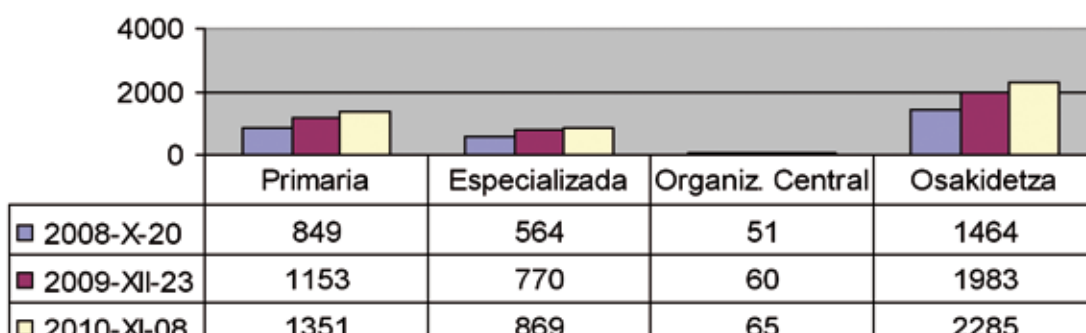 4000
2000
0
Primaria Especializada Organiz. Central Osakidetza
2008-X-20 849 564 51 1464
2009-XII-23 1153 770 60 1983
2010-XI-08 1351 869 65 2285